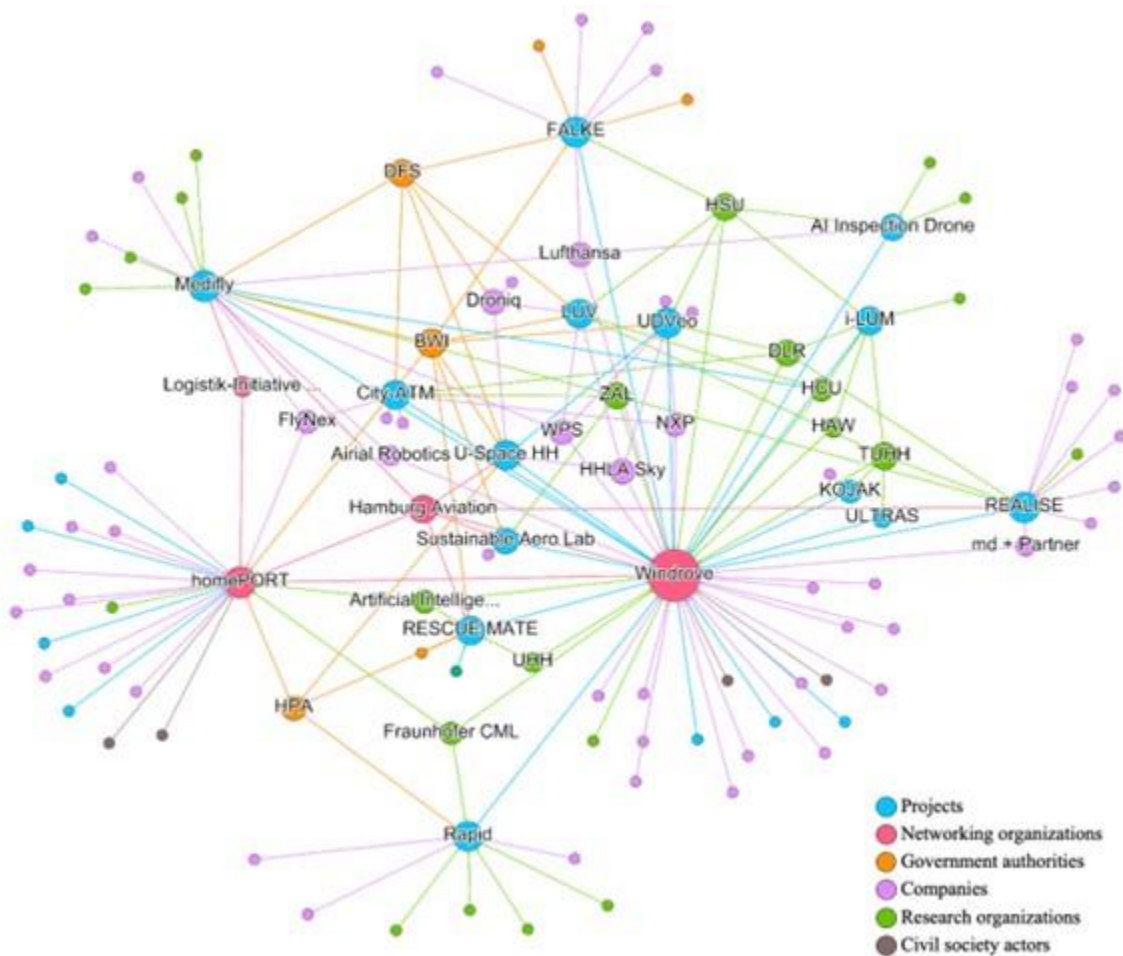 FALKE
DFS
HSU
AI Inspection Drone
Lufthansa
Medifly
Droniq
LUV
UDVeo
i-LUM
BWI
DLR
Logistik-Initiative ...
City-ATM
HCU
ZAL
FlyNex
WPS
NXP
HAW
Airial Robotics
U-Space HH
TUHH
HHLA Sky
KOJAK
Hamburg Aviation
REALISE
ULTRAS
Sustainable Aero Lab
md + Partner
homePORT
Windrove
Artificial Intellige...
RESCUE MATE
UHH
HPA
Fraunhofer CML
Rapid
Projects
Networking organizations
Government authorities
Companies
Research organizations
Civil society actors